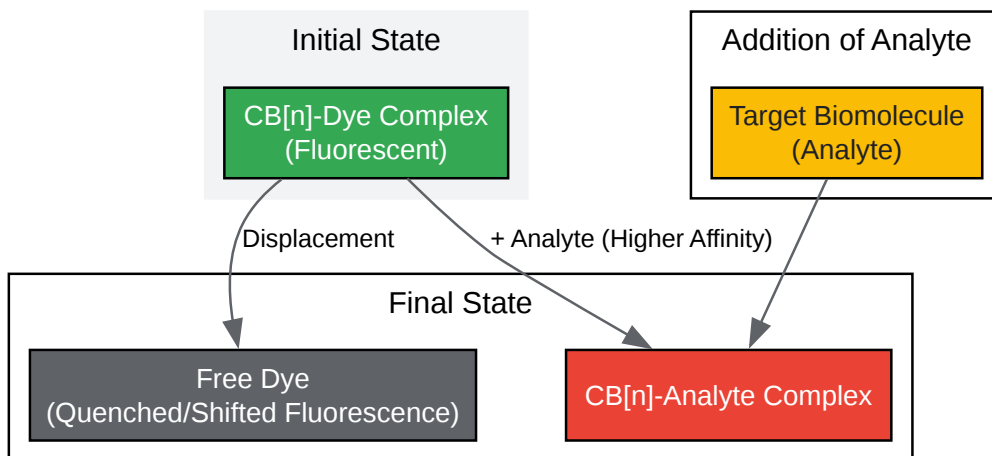 Initial State
CB[n]-Dye Complex
(Fluorescent)
Addition of Analyte
Target Biomolecule
(Analyte)
Displacement
+ Analyte (Higher Affinity)
Final State
Free Dye
(Quenched/Shifted Fluorescence)
CB[n]-Analyte Complex